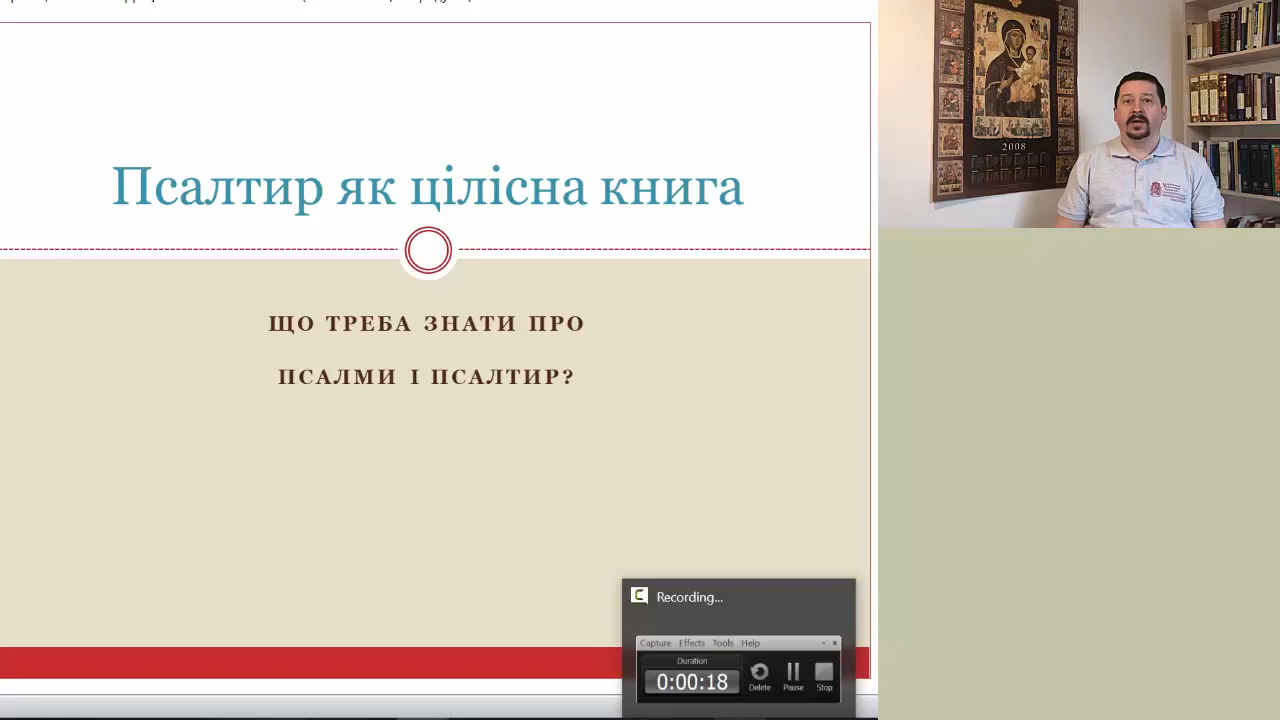 Псалтир як цілісна книга
ЩО ТРЕБА ЗНАТИ ПРО
ПСАЛМИ І ПСАЛТИР?
2008
Recording...
Capture Effects Tools Help
Duration
0:00:18
Delete Pause Stop